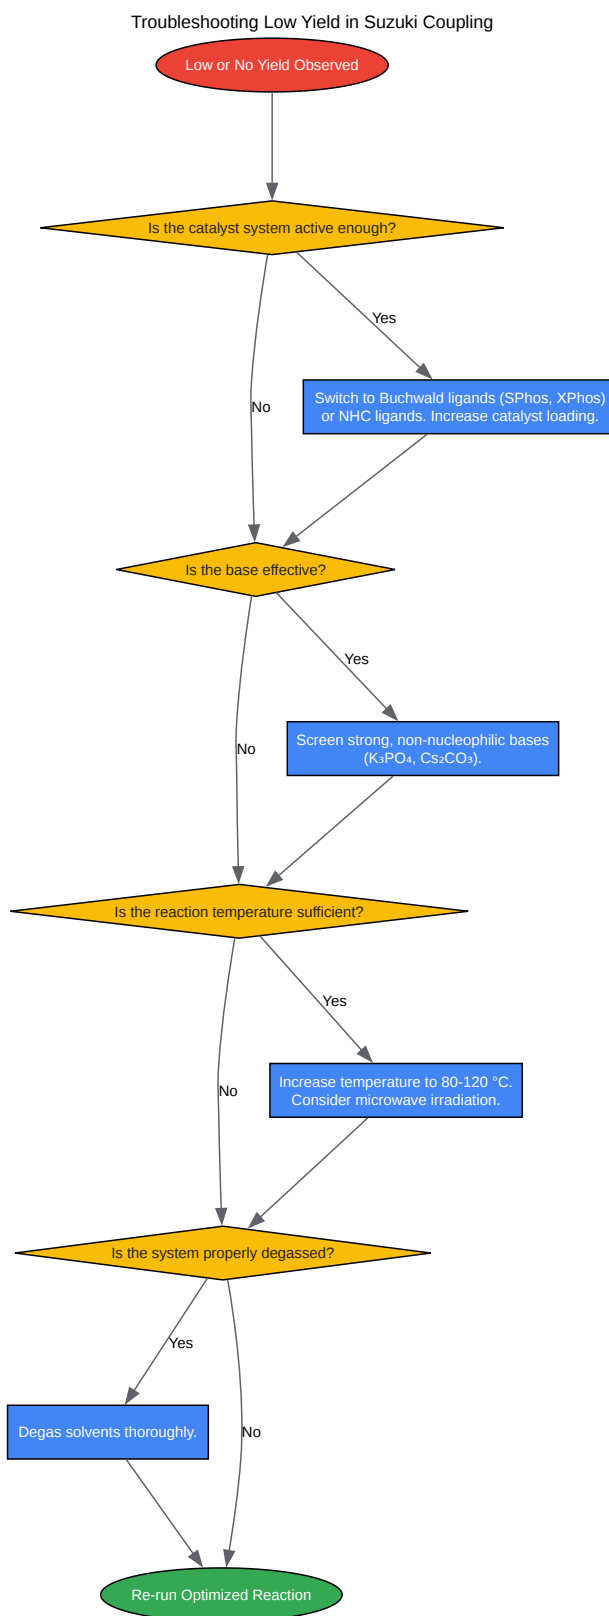 Troubleshooting Low Yield in Suzuki Coupling
Low or No Yield Observed
Is the catalyst system active enough?
Yes
Switch to Buchwald ligands (SPhos, XPhos)
or NHC ligands. Increase catalyst loading.
No
Is the base effective?
Yes
Screen strong, non-nucleophilic bases
(K₃PO₄, Cs₂CO₃).
No
Is the reaction temperature sufficient?
Yes
Increase temperature to 80-120 °C.
Consider microwave irradiation.
No
Is the system properly degassed?
Yes
Degas solvents thoroughly.
No
Re-run Optimized Reaction